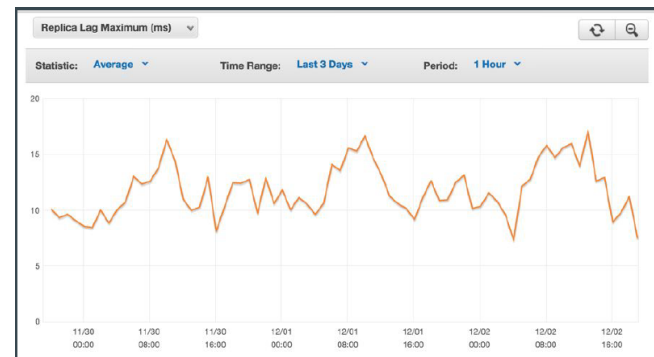 Replica Lag Maximum (ms)
Statistic: Average Time Range: Last 3 Days Period: 1 Hour
20
15
10
5
0
11/30 11/30 11/30 12/01 12/01 12/01 12/02 12/02 12/02
00:00 08:00 16:00 00:00 08:00 16:00 00:00 08:00 16:00